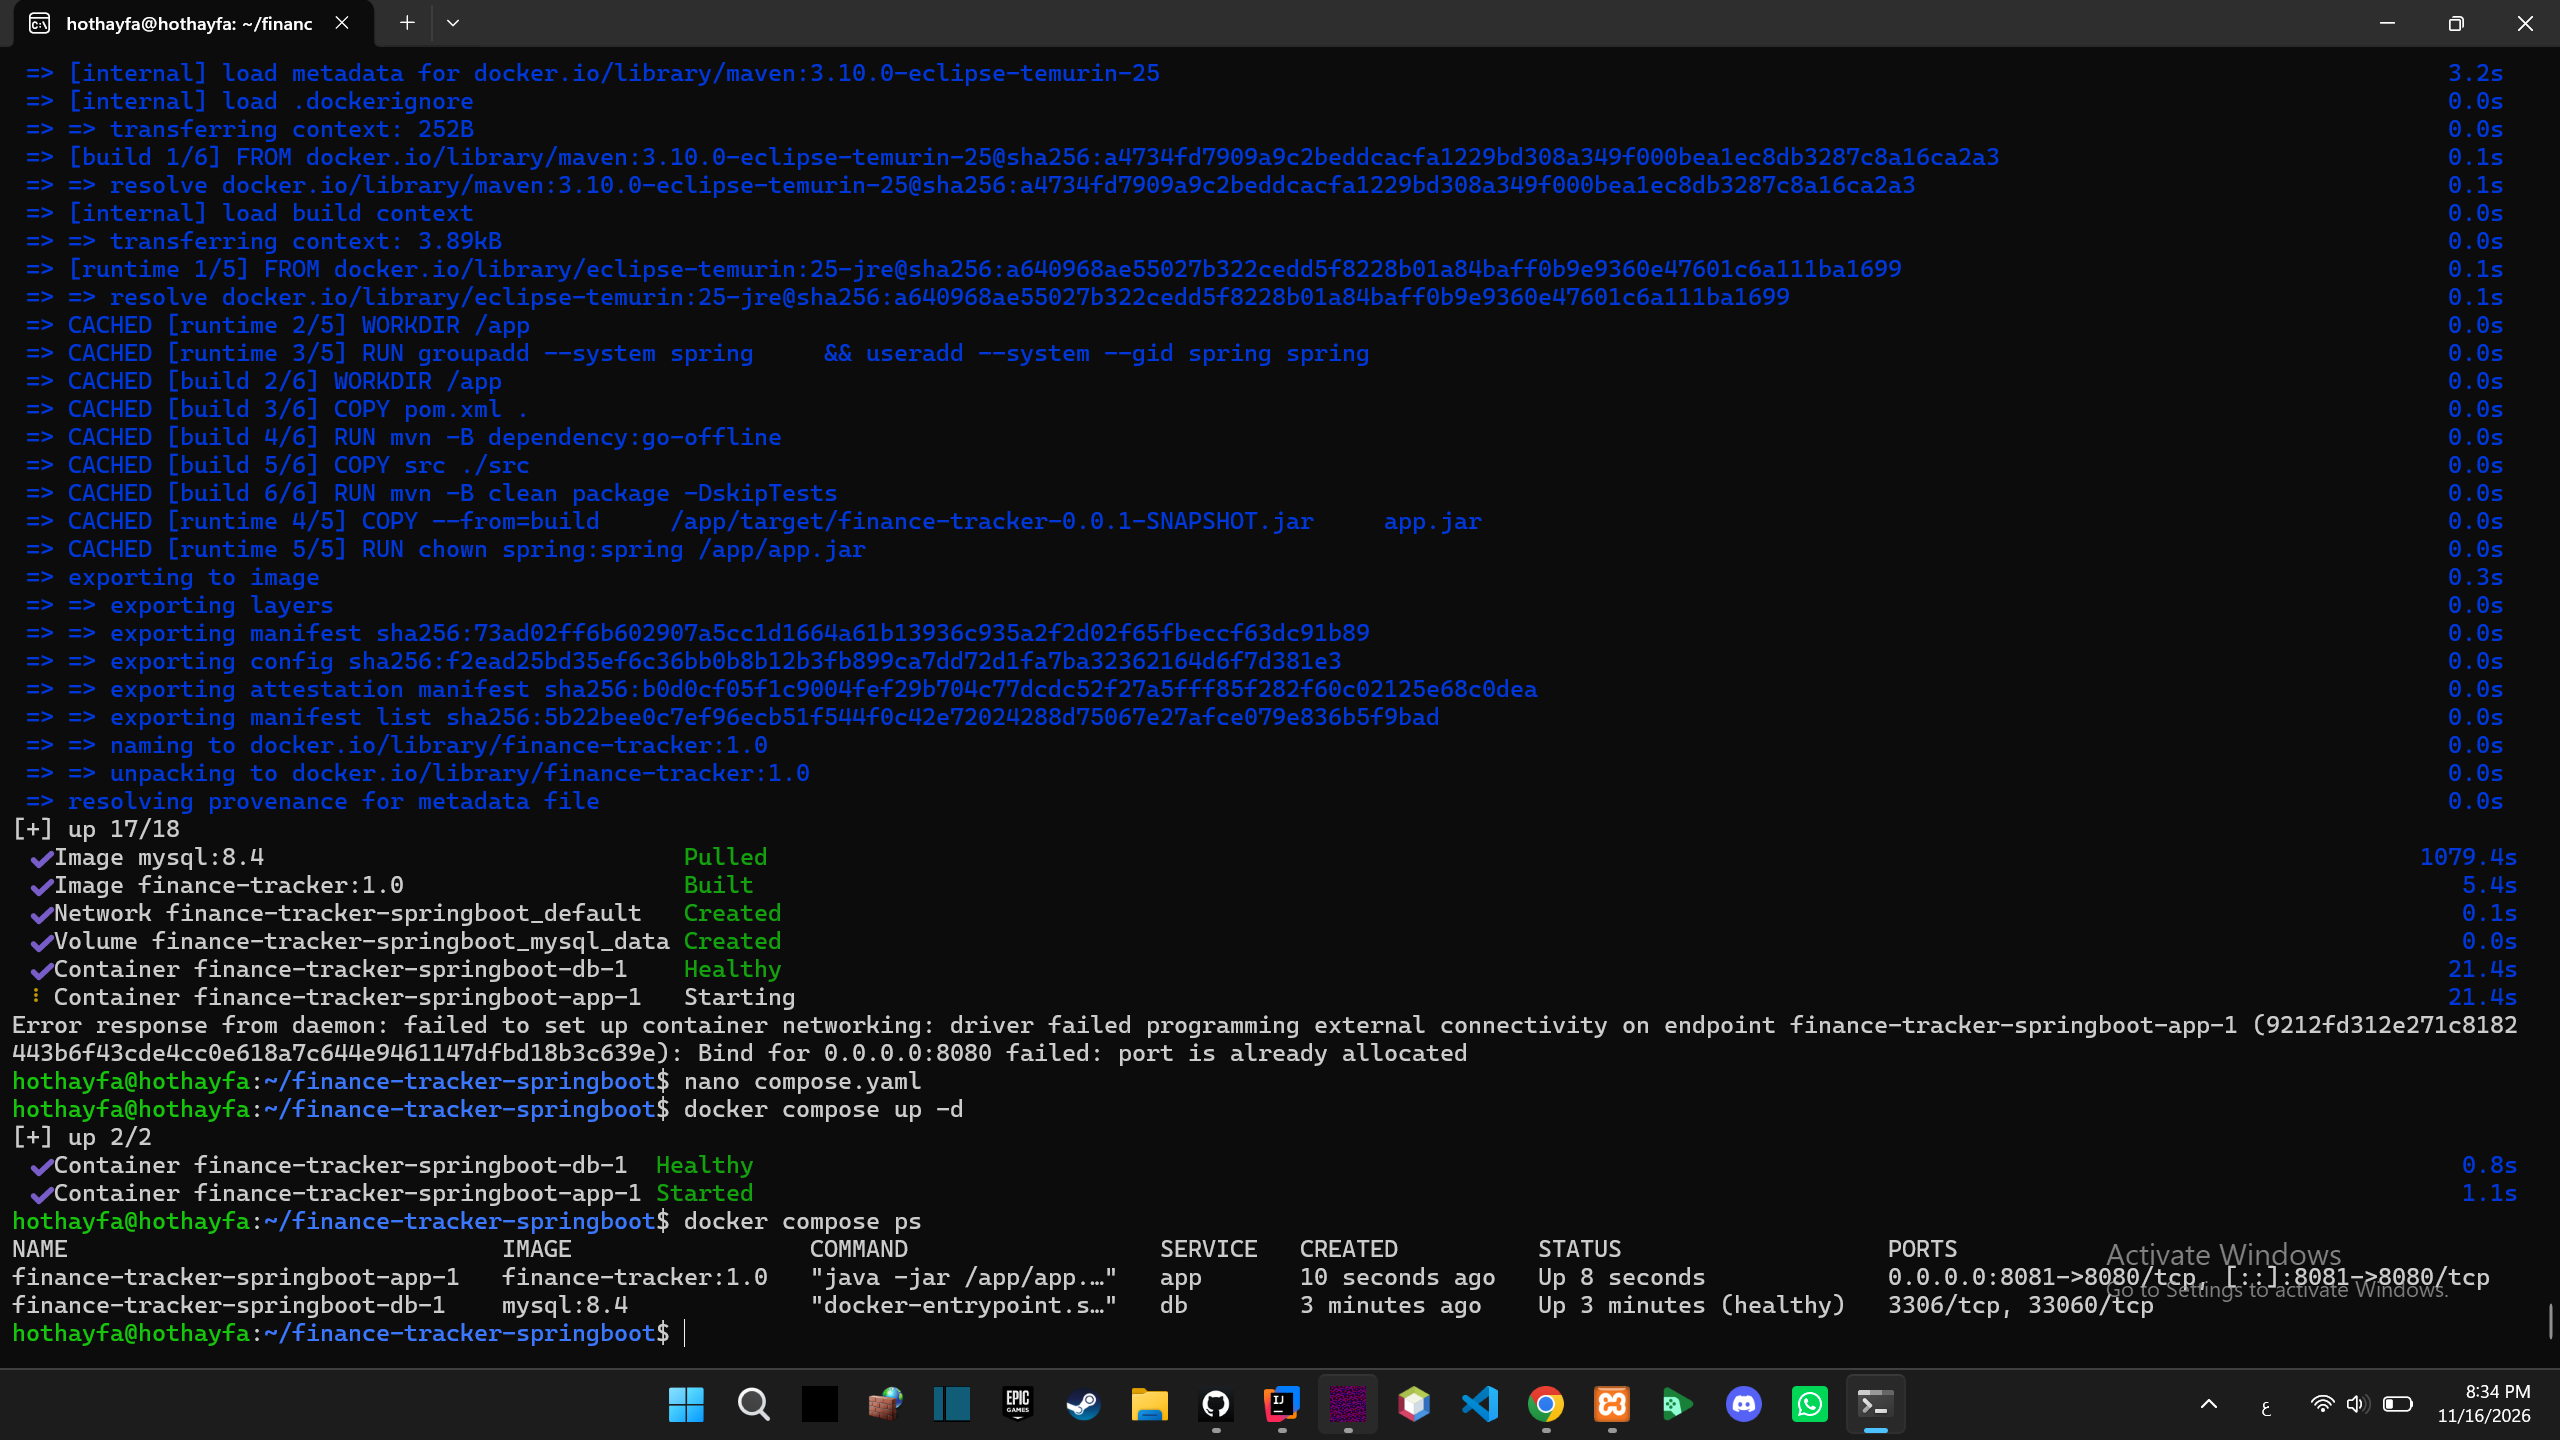 hothayfa@hothayfa: ~/financ
=> [internal] load metadata for docker.io/library/maven:3.10.0-eclipse-temurin-25 3.2s
=> [internal] load .dockerignore 0.0s
=> => transferring context: 252B 0.0s
=> [build 1/6] FROM docker.io/library/maven:3.10.0-eclipse-temurin-25@sha256:a4734fd7909a9c2beddcacfa1229bd308a349f000bea1ec8db3287c8a16ca2a3 0.1s
=> => resolve docker.io/library/maven:3.10.0-eclipse-temurin-25@sha256:a4734fd7909a9c2beddcacfa1229bd308a349f000bea1ec8db3287c8a16ca2a3 0.1s
=> [internal] load build context 0.0s
=> => transferring context: 3.89kB 0.0s
=> [runtime 1/5] FROM docker.io/library/eclipse-temurin:25-jre@sha256:a640968ae55027b322cedd5f8228b01a84baff0b9e9360e47601c6a111ba1699 0.1s
=> => resolve docker.io/library/eclipse-temurin:25-jre@sha256:a640968ae55027b322cedd5f8228b01a84baff0b9e9360e47601c6a111ba1699 0.1s
=> CACHED [runtime 2/5] WORKDIR /app 0.0s
=> CACHED [runtime 3/5] RUN groupadd --system spring     && useradd --system --gid spring spring 0.0s
=> CACHED [build 2/6] WORKDIR /app 0.0s
=> CACHED [build 3/6] COPY pom.xml . 0.0s
=> CACHED [build 4/6] RUN mvn -B dependency:go-offline 0.0s
=> CACHED [build 5/6] COPY src ./src 0.0s
=> CACHED [build 6/6] RUN mvn -B clean package -DskipTests 0.0s
=> CACHED [runtime 4/5] COPY --from=build     /app/target/finance-tracker-0.0.1-SNAPSHOT.jar     app.jar 0.0s
=> CACHED [runtime 5/5] RUN chown spring:spring /app/app.jar 0.0s
=> exporting to image 0.3s
=> => exporting layers 0.0s
=> => exporting manifest sha256:73ad02ff6b602907a5cc1d1664a61b13936c935a2f2d02f65fbeccf63dc91b89 0.0s
=> => exporting config sha256:f2ead25bd35ef6c36bb0b8b12b3fb899ca7dd72d1fa7ba32362164d6f7d381e3 0.0s
=> => exporting attestation manifest sha256:b0d0cf05f1c9004fef29b704c77dcdc52f27a5fff85f282f60c02125e68c0dea 0.0s
=> => exporting manifest list sha256:5b22bee0c7ef96ecb51f544f0c42e72024288d75067e27afce079e836b5f9bad 0.0s
=> => naming to docker.io/library/finance-tracker:1.0 0.0s
=> => unpacking to docker.io/library/finance-tracker:1.0 0.0s
=> resolving provenance for metadata file 0.0s
[+] up 17/18
✔Image mysql:8.4 Pulled 1079.4s
✔Image finance-tracker:1.0 Built 5.4s
✔Network finance-tracker-springboot_default Created 0.1s
✔Volume finance-tracker-springboot_mysql_data Created 0.0s
✔Container finance-tracker-springboot-db-1 Healthy 21.4s
⠇ Container finance-tracker-springboot-app-1 Starting 21.4s
Error response from daemon: failed to set up container networking: driver failed programming external connectivity on endpoint finance-tracker-springboot-app-1 (9212fd312e271c8182
443b6f43cde4cc0e618a7c644e9461147dfbd18b3c639e): Bind for 0.0.0.0:8080 failed: port is already allocated
hothayfa@hothayfa:~/finance-tracker-springboot$ nano compose.yaml
hothayfa@hothayfa:~/finance-tracker-springboot$ docker compose up -d
[+] up 2/2
✔Container finance-tracker-springboot-db-1 Healthy 0.8s
✔Container finance-tracker-springboot-app-1 Started 1.1s
hothayfa@hothayfa:~/finance-tracker-springboot$ docker compose ps
NAME IMAGE COMMAND SERVICE CREATED STATUS PORTS
finance-tracker-springboot-app-1 finance-tracker:1.0 "java -jar /app/app.…" app 10 seconds ago Up 8 seconds 0.0.0.0:8081->8080/tcp, [::]:8081->8080/tcp
finance-tracker-springboot-db-1 mysql:8.4 "docker-entrypoint.s…" db 3 minutes ago Up 3 minutes (healthy) 3306/tcp, 33060/tcp
hothayfa@hothayfa:~/finance-tracker-springboot$
Activate Windows
Go to Settings to activate Windows.
EPIC GAMES
IJ
ع
8:34 PM
11/16/2026